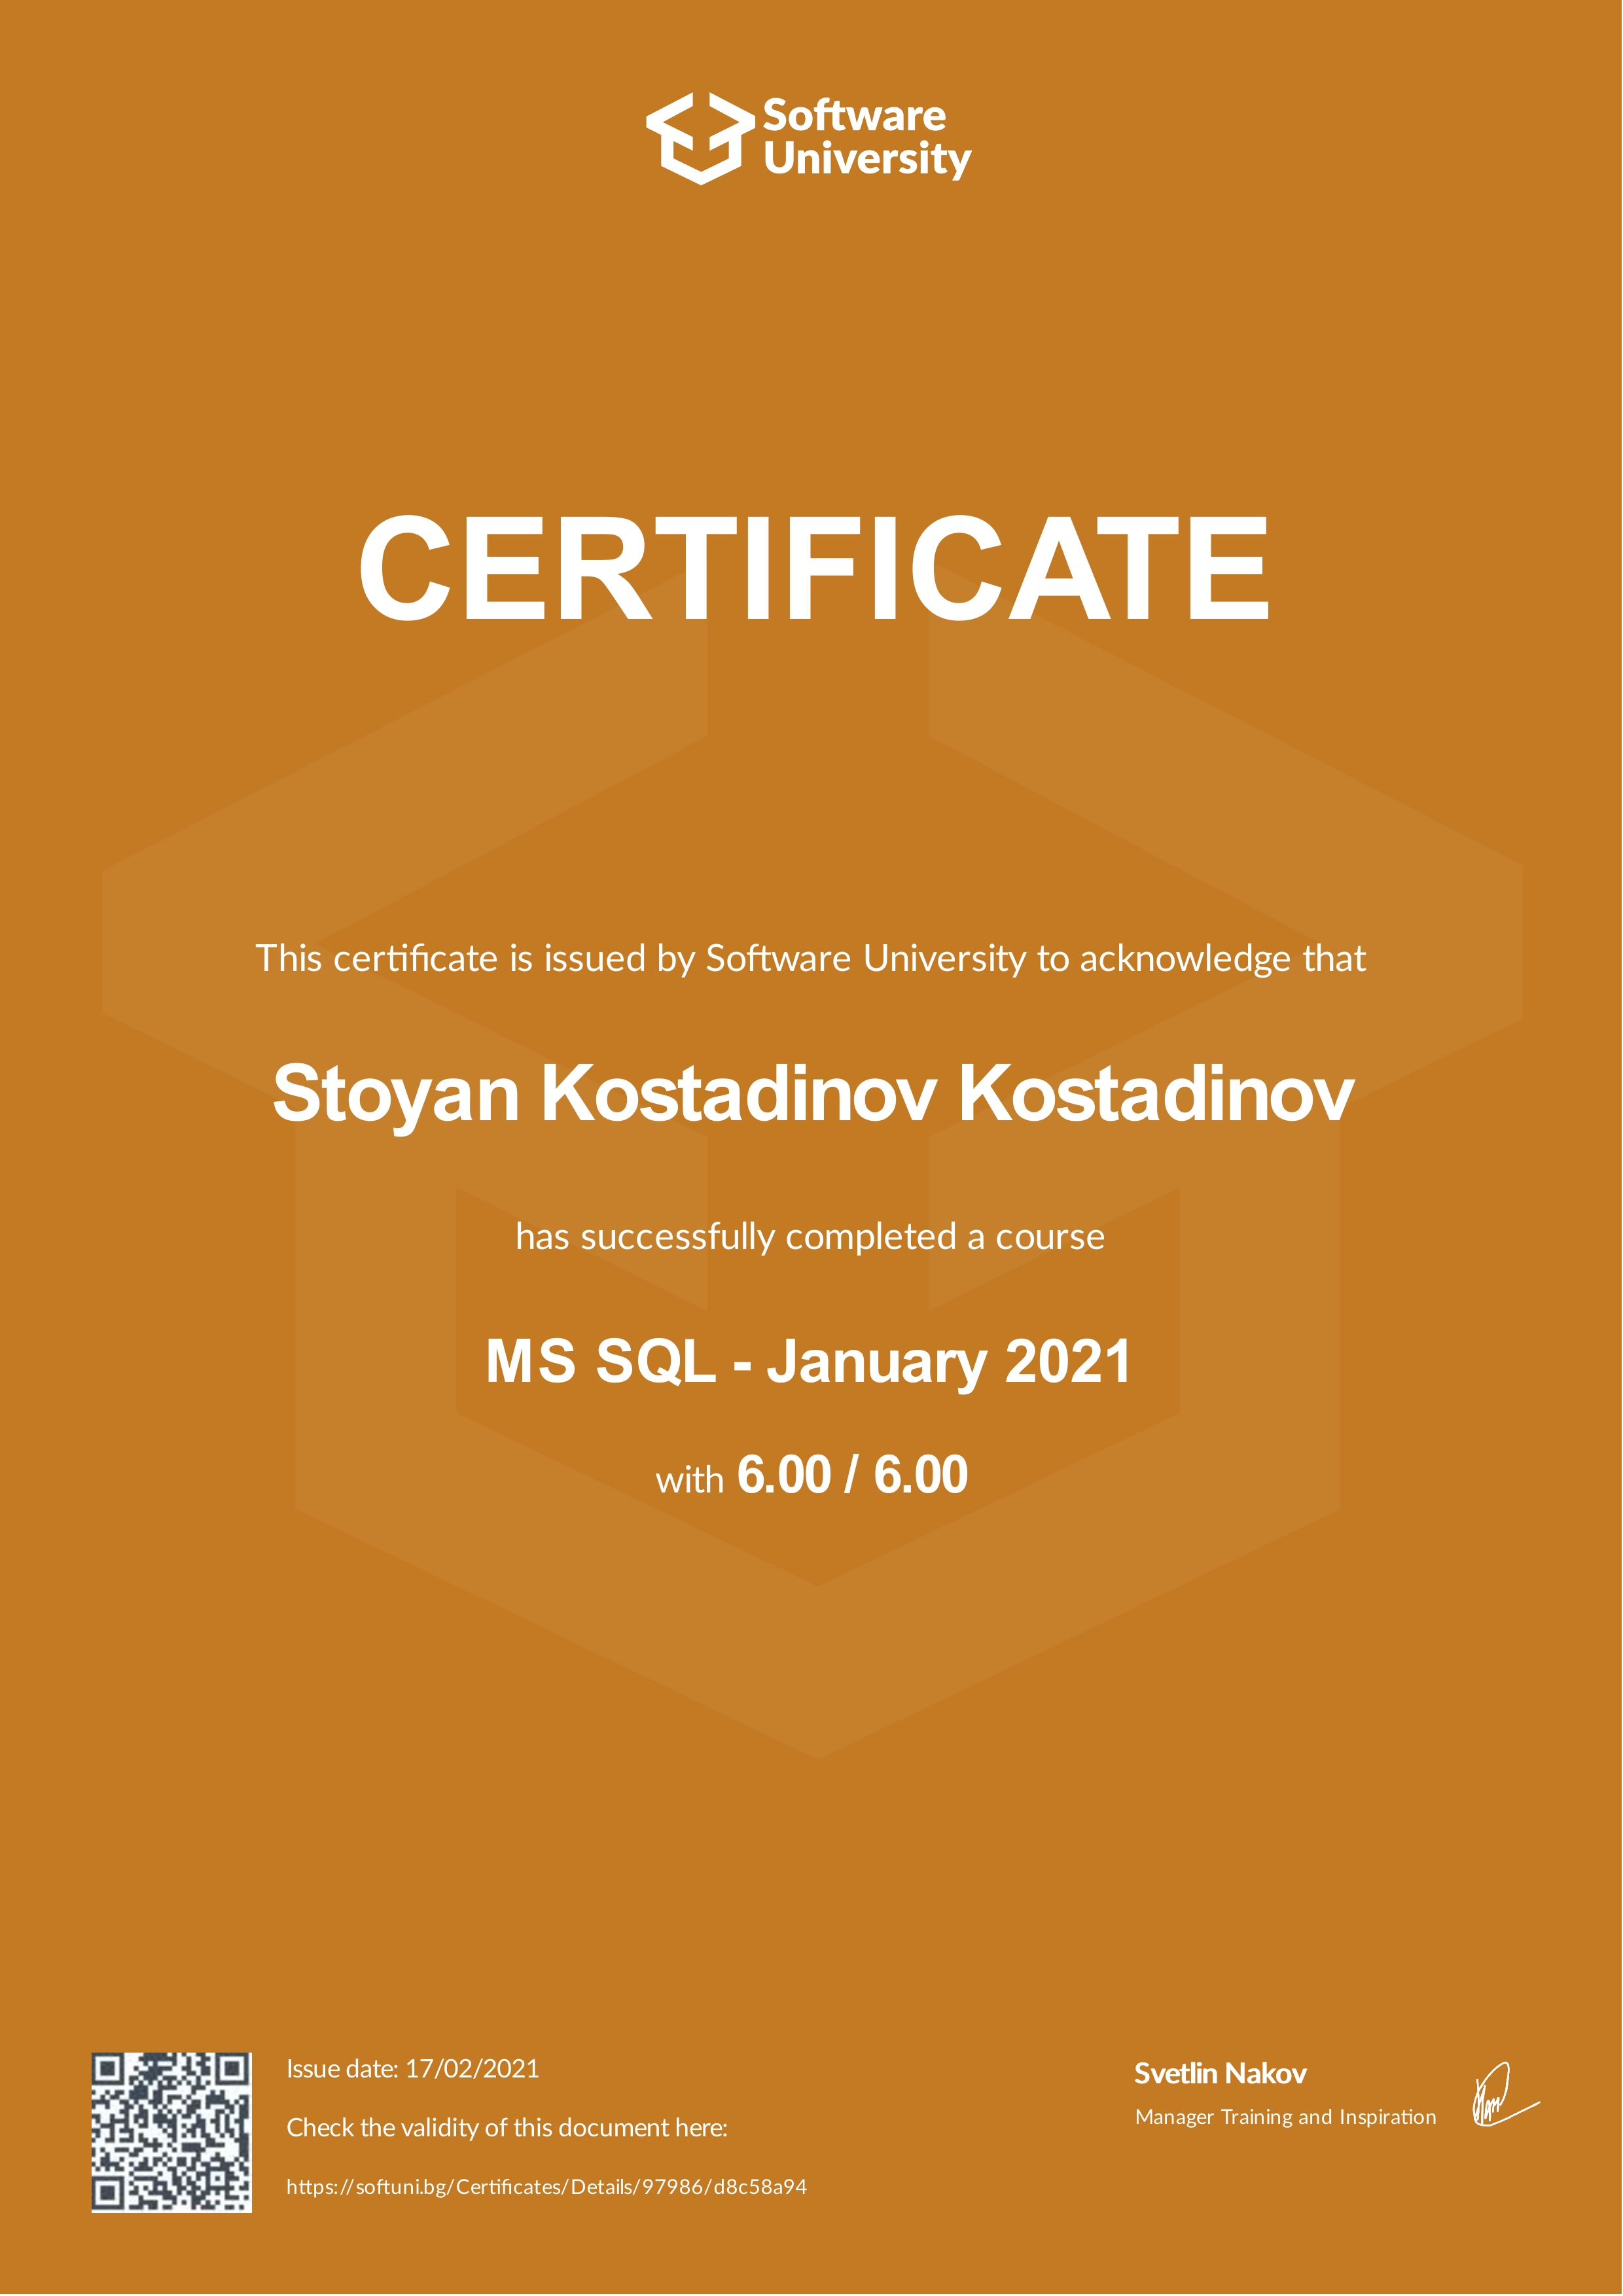 Software
University
CERTIFICATE
This certificate is issued by Software University to acknowledge that
Stoyan Kostadinov Kostadinov
has successfully completed a course
MS SQL - January 2021
with 6.00 / 6.00
Issue date: 17/02/2021
Check the validity of this document here:
https://softuni.bg/Certificates/Details/97986/d8c58a94
Svetlin Nakov
Manager Training and Inspiration